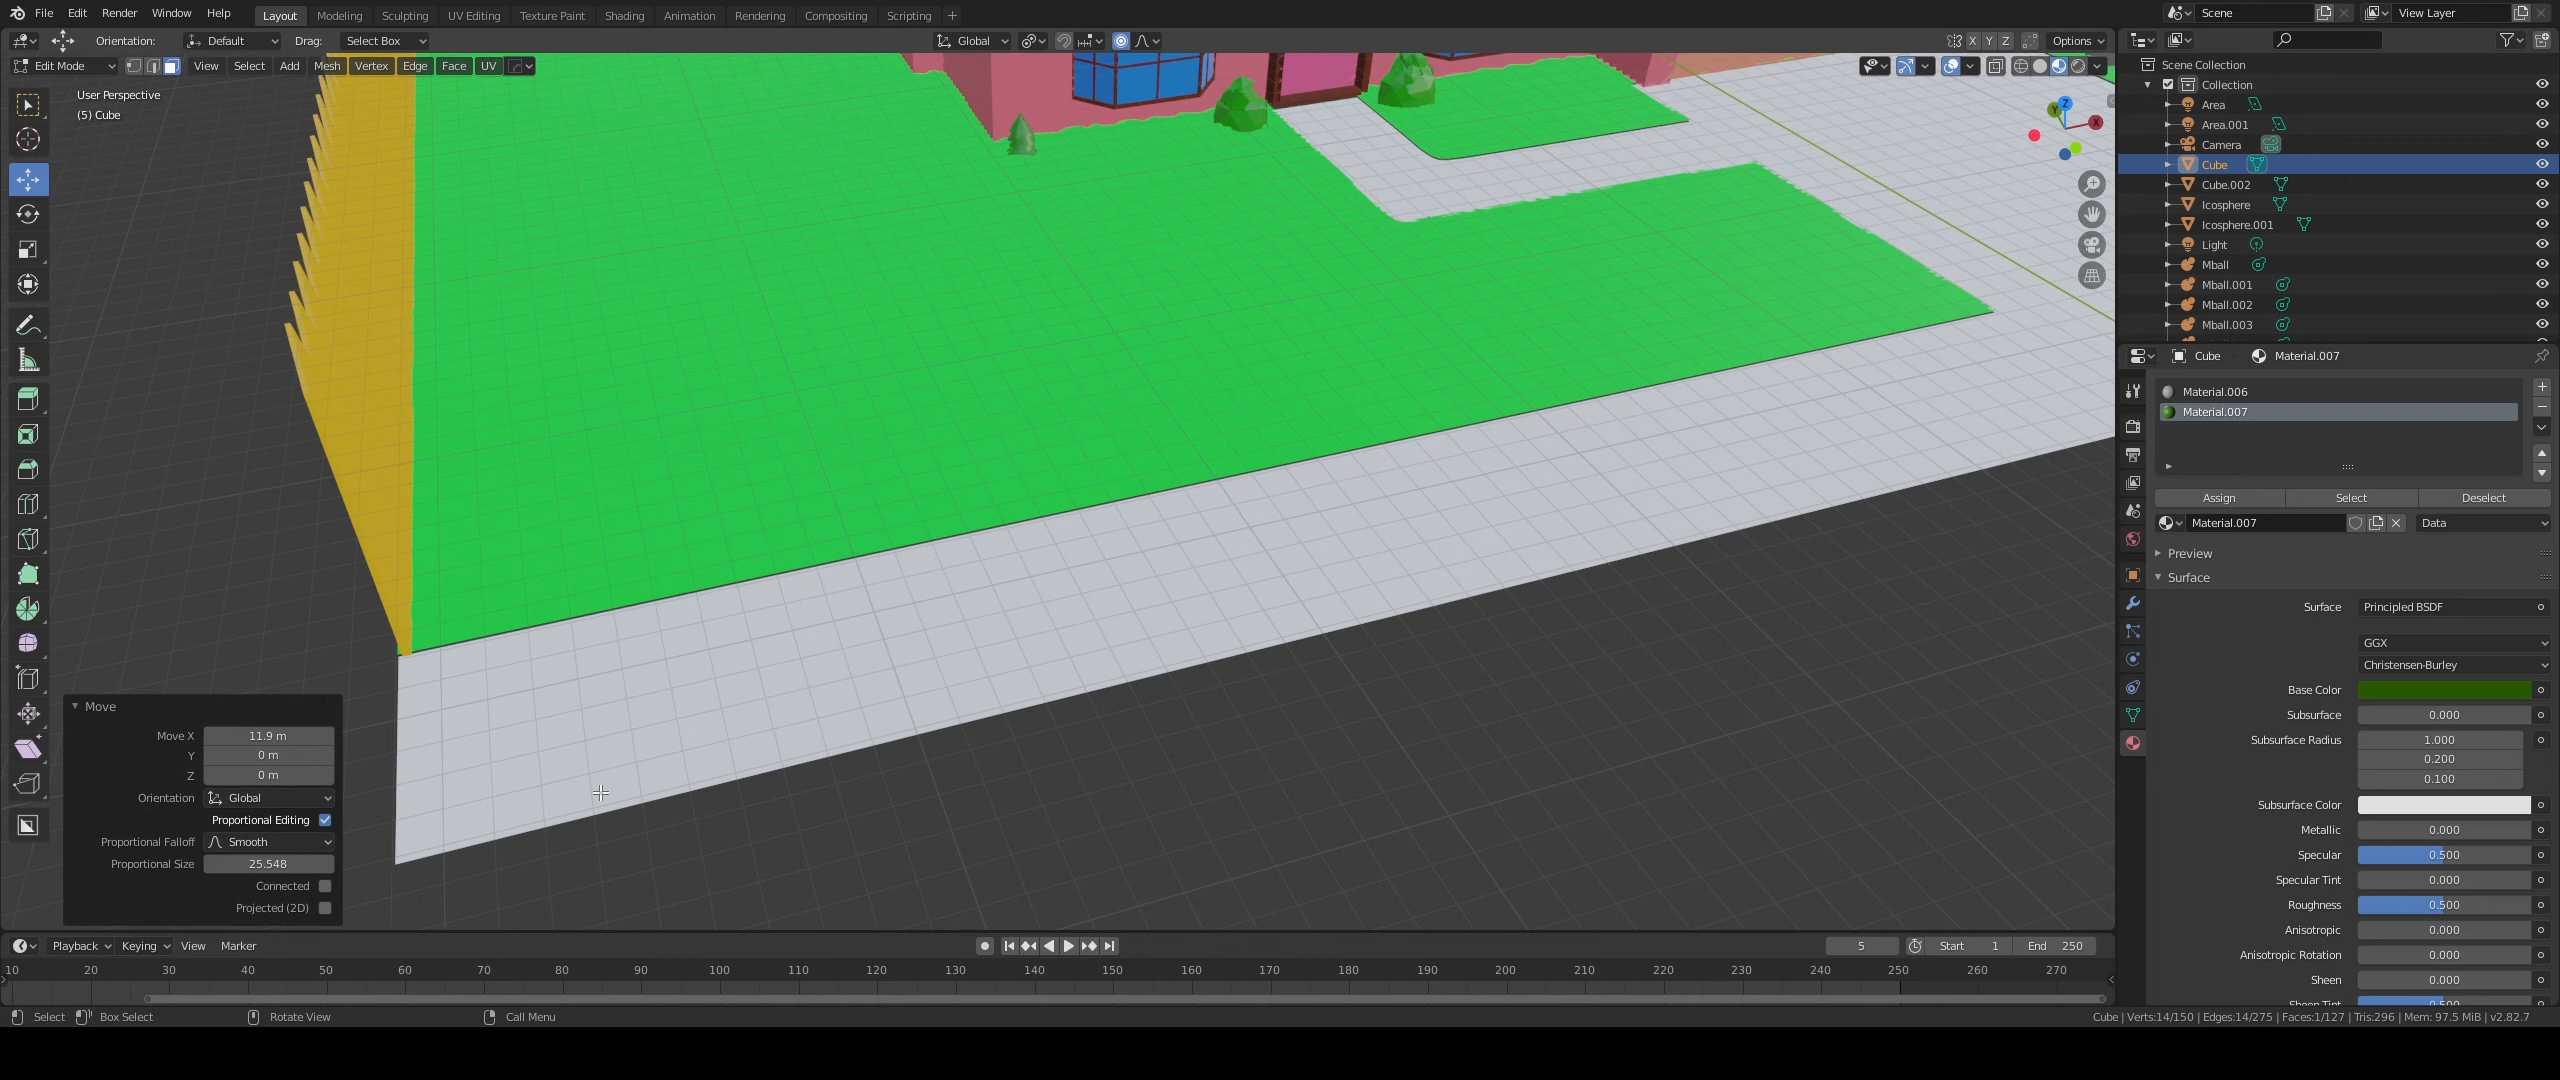 File Edit Render Window Help Layout Modeling Sculpting UV Editing Texture Paint Shading Animation Rendering Compositing Scripting + Scene View Layer
Orientation: Default Drag: Select Box Global X Y Z Options
Edit Mode View Select Add Mesh Vertex Edge Face UV
User Perspective
(5) Cube
Z
Y
X
Move
Move X 11.9 m
Y 0 m
Z 0 m
Orientation Global
Proportional Editing
Proportional Falloff Smooth
Proportional Size 25.548
Connected
Projected (2D)
Scene Collection
Collection
Area
Area.001
Camera
Cube
Cube.002
Icosphere
Icosphere.001
Light
Mball
Mball.001
Mball.002
Mball.003
Cube Material.007
Material.006
Material.007
Assign Select Deselect
Material.007 Data
Preview
Surface
Surface Principled BSDF
GGX
Christensen-Burley
Base Color
Subsurface 0.000
Subsurface Radius 1.000
0.200
0.100
Subsurface Color
Metallic 0.000
Specular 0.500
Specular Tint 0.000
Roughness 0.500
Anisotropic 0.000
Anisotropic Rotation 0.000
Sheen 0.000
Sheen Tint 0.500
Playback Keying View Marker 5 Start 1 End 250
10 20 30 40 50 60 70 80 90 100 110 120 130 140 150 160 170 180 190 200 210 220 230 240 250 260 270
Select Box Select Rotate View Call Menu Cube | Verts:14/150 | Edges:14/275 | Faces:1/127 | Tris:296 | Mem: 97.5 MiB | v2.82.7